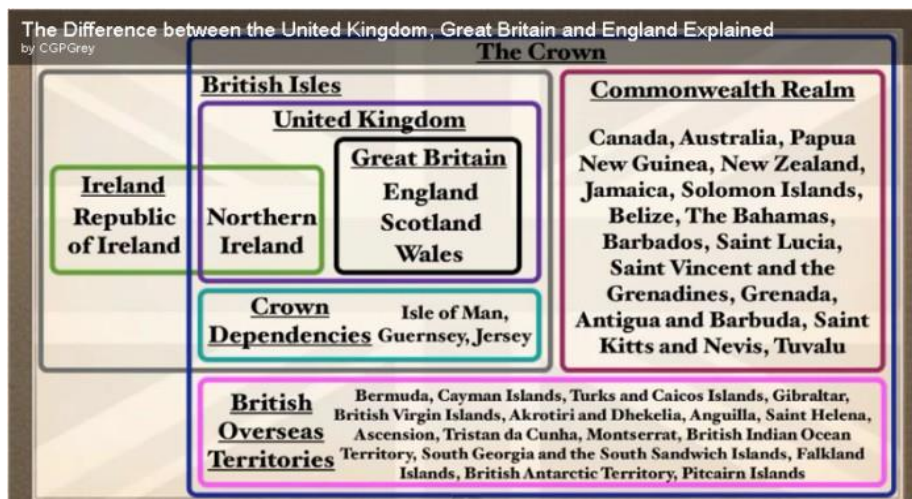 The Difference between the United Kingdom, Great Britain and England Explained
by CGPGrey
The Crown
British Isles
United Kingdom
Great Britain
England
Scotland
Wales
Ireland
Republic
of Ireland
Northern
Ireland
Crown
Dependencies
Isle of Man,
Guernsey, Jersey
Commonwealth Realm
Canada, Australia, Papua
New Guinea, New Zealand,
Jamaica, Solomon Islands,
Belize, The Bahamas,
Barbados, Saint Lucia,
Saint Vincent and the
Grenadines, Grenada,
Antigua and Barbuda, Saint
Kitts and Nevis, Tuvalu
British
Overseas
Territories
Bermuda, Cayman Islands, Turks and Caicos Islands, Gibraltar,
British Virgin Islands, Akrotiri and Dhekelia, Anguilla, Saint Helena,
Ascension, Tristan da Cunha, Montserrat, British Indian Ocean
Territory, South Georgia and the South Sandwich Islands, Falkland
Islands, British Antarctic Territory, Pitcairn Islands